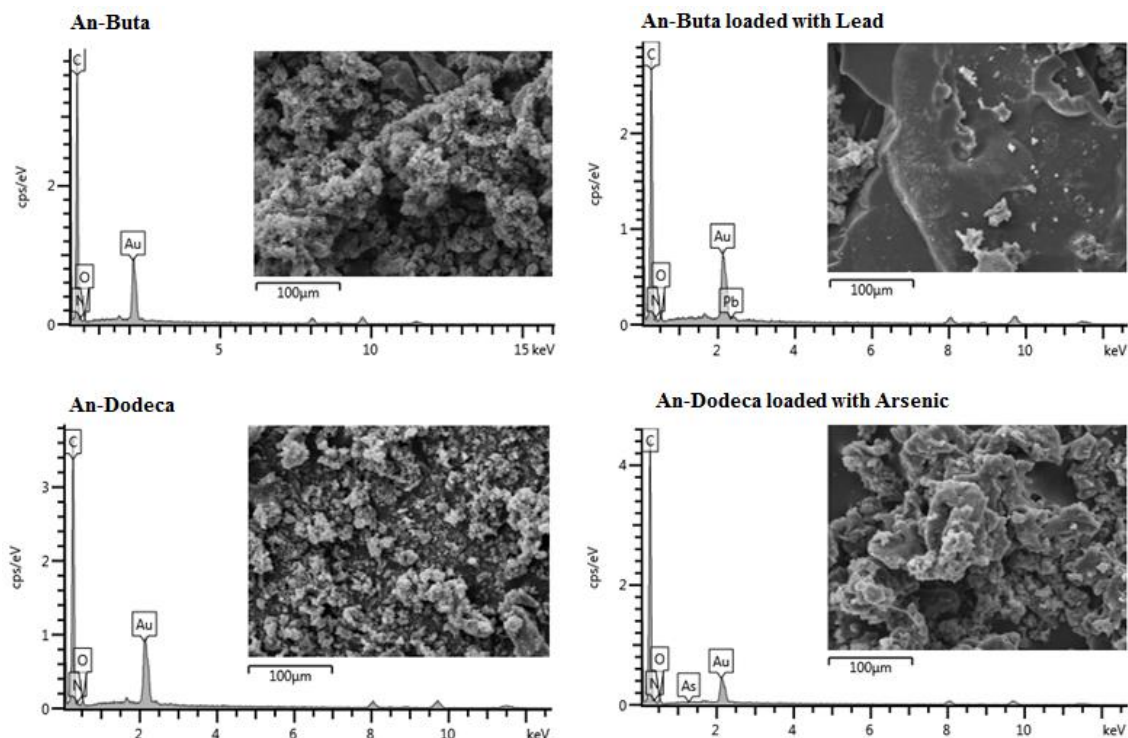 An-Buta
C
2
cps/eV
Au
O
N
0
5
10
15 keV
100µm
An-Buta loaded with Lead
C
2
cps/eV
1
Au
O
N
Pb
0
2
4
6
8
10
keV
100µm
An-Dodeca
C
3
cps/eV
2
1
Au
O
N
0
2
4
6
8
10
keV
100µm
An-Dodeca loaded with Arsenic
C
4
cps/eV
2
O
N
As
Au
0
2
4
6
8
10
keV
100µm